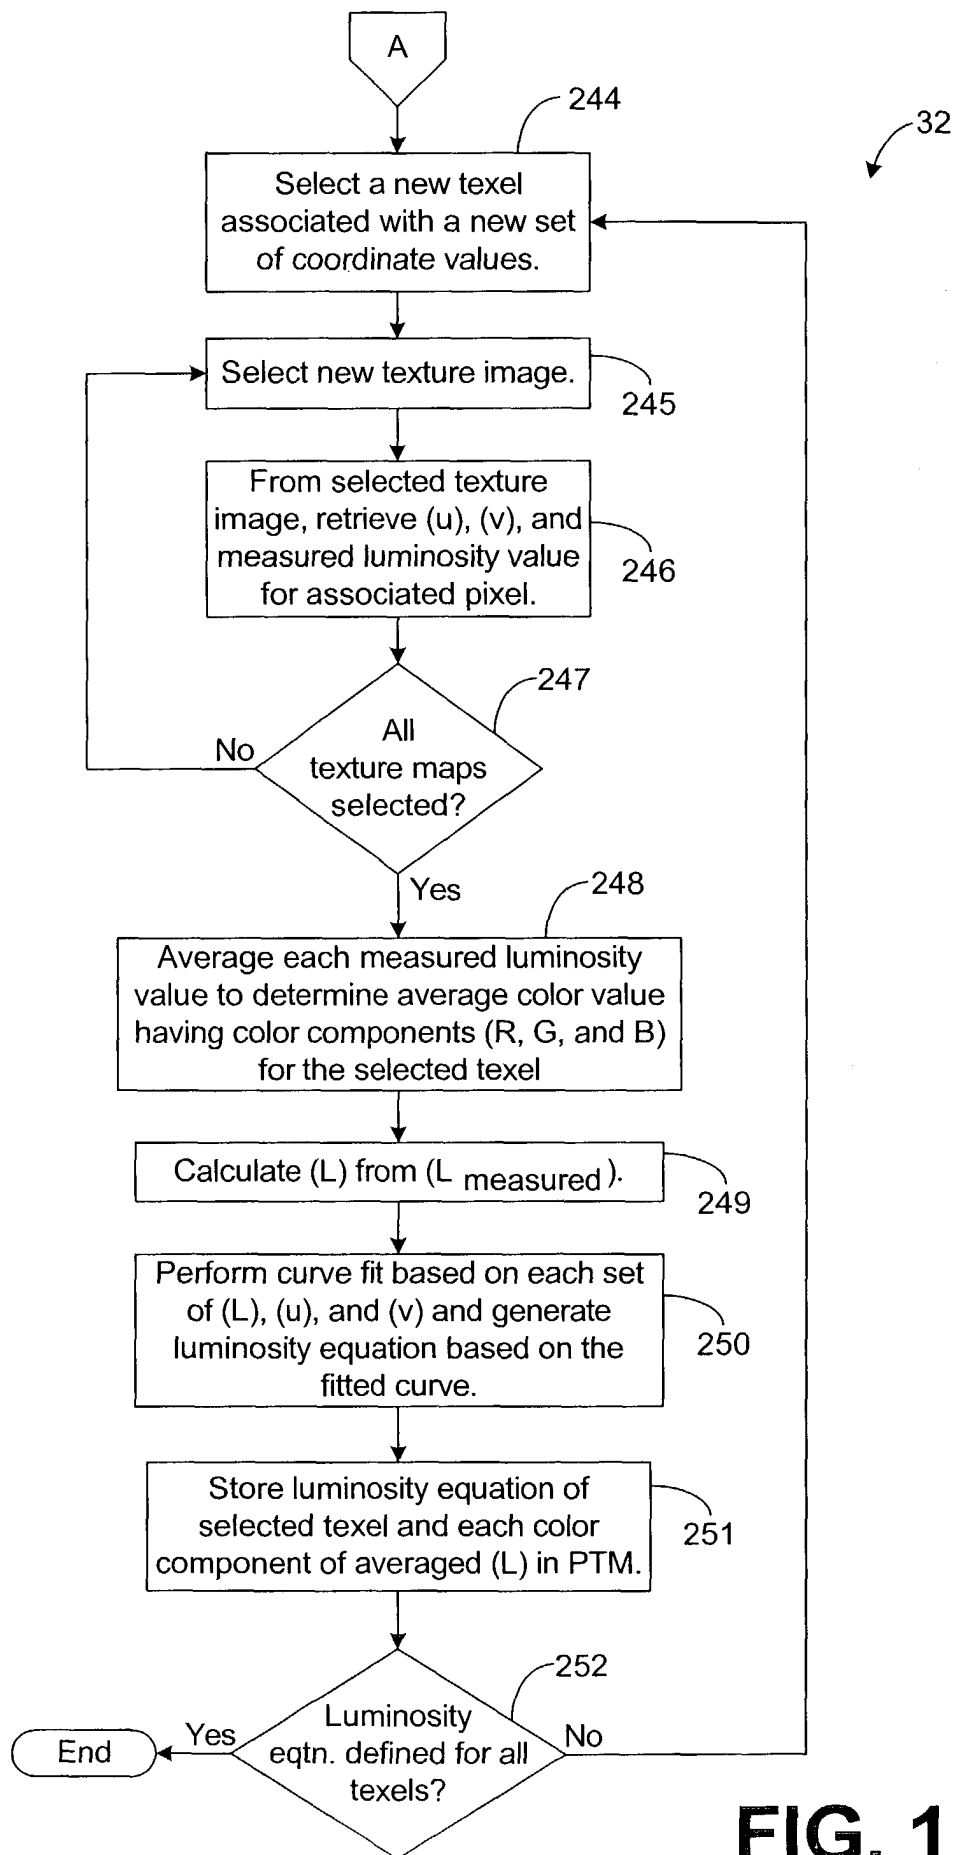 A
244
32
Select a new texel
associated with a new set
of coordinate values.
Select new texture image.
245
From selected texture
image, retrieve (u), (v), and
measured luminosity value
for associated pixel.
246
247
All
texture maps
selected?
No
Yes
248
Average each measured luminosity
value to determine average color value
having color components (R, G, and B)
for the selected texel
Calculate (L) from (L measured).
249
Perform curve fit based on each set
of (L), (u), and (v) and generate
luminosity equation based on the
fitted curve.
250
Store luminosity equation of
selected texel and each color
component of averaged (L) in PTM.
251
252
Luminosity
eqtn. defined for all
texels?
Yes
No
End
FIG. 1